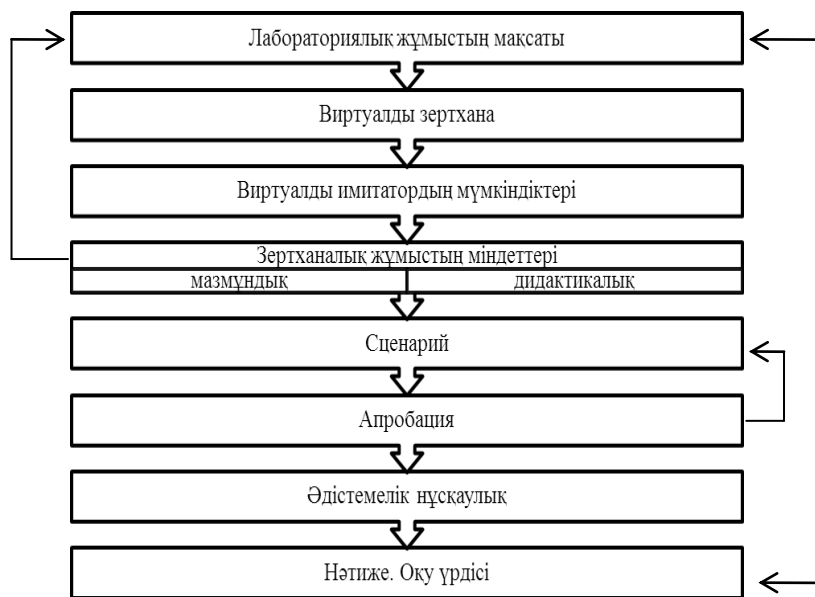 Лабораториялық жұмыстың мақсаты
Виртуалды зертхана
Виртуалды имитатордың мүмкіндіктері
Зертханалық жұмыстың міндеттері
мазмұндық
дидактикалық
Сценарий
Апробация
Әдістемелік нұсқаулық
Нәтиже. Оқу үрдісі